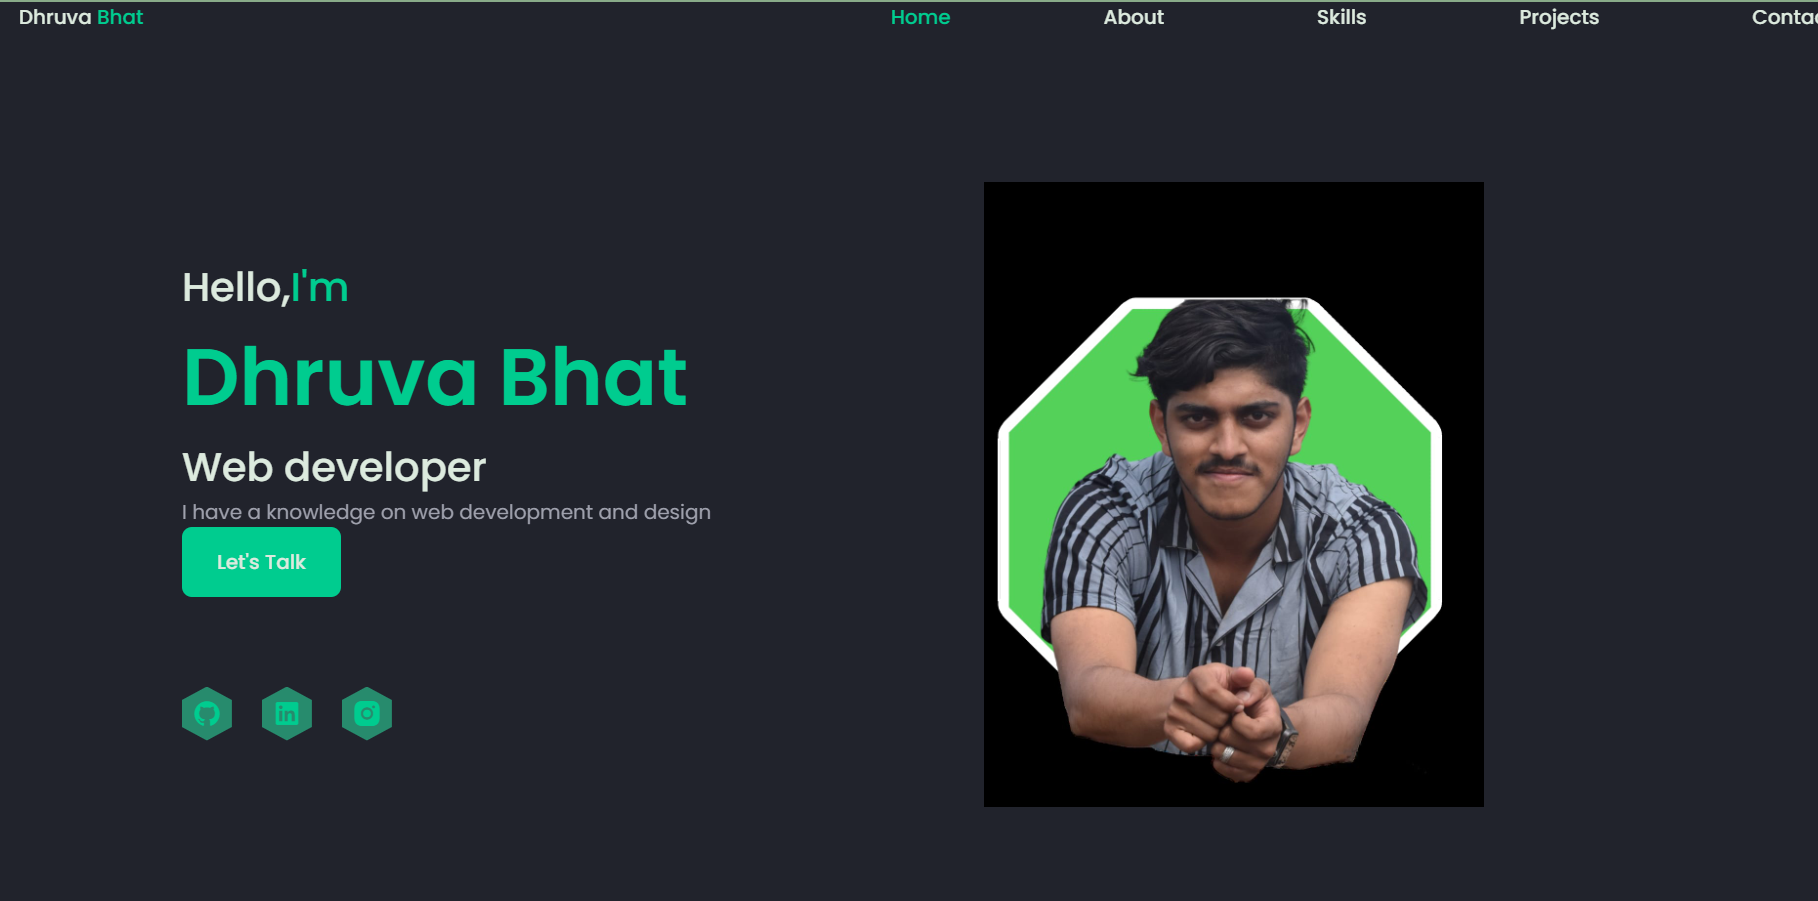 Dhruva Bhat
Home About Skills Projects
Hello,I'm
Dhruva Bhat
Web developer
I have a knowledge on web development and design
Let's Talk
in